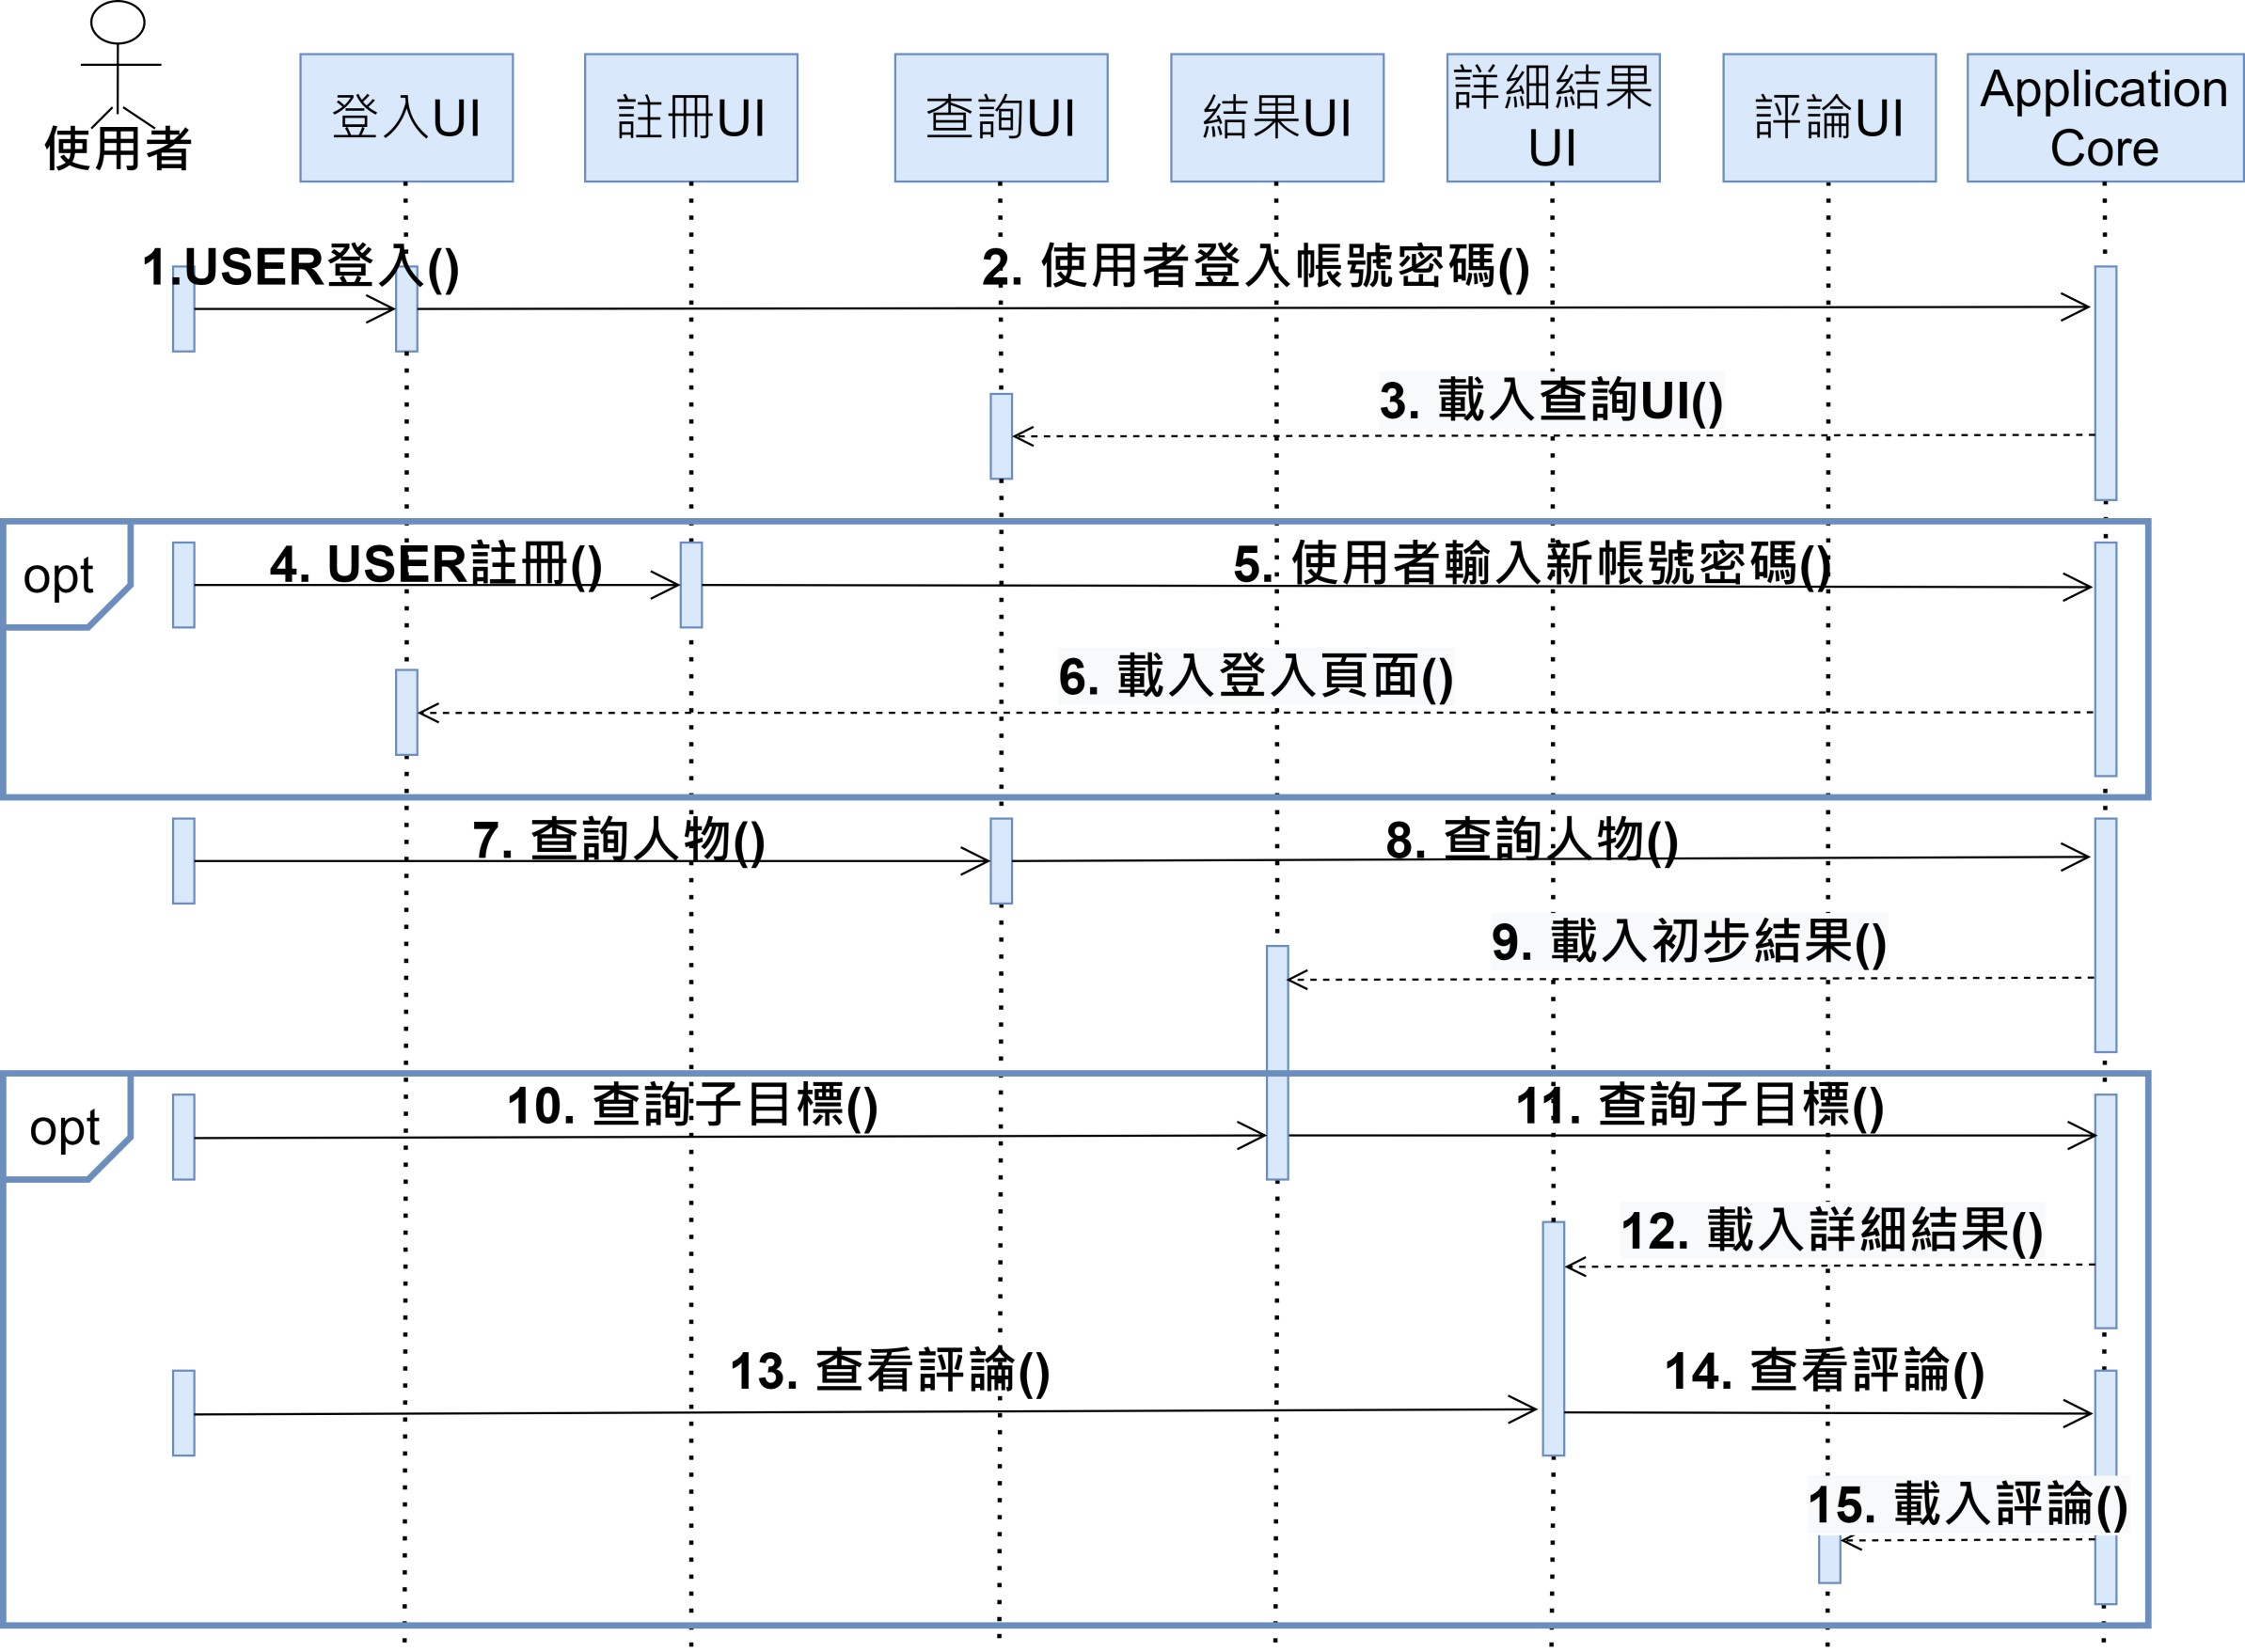 使用者
登入UI
註冊UI
查詢UI
結果UI
詳細結果
UI
評論UI
Application
Core
1.USER登入()
2. 使用者登入帳號密碼()
3. 載入查詢UI()
opt
4. USER註冊()
5. 使用者輸入新帳號密碼()
6. 載入登入頁面()
7. 查詢人物()
8. 查詢人物()
9. 載入初步結果()
opt
10. 查詢子目標()
11. 查詢子目標()
12. 載入詳細結果()
13. 查看評論()
14. 查看評論()
15. 載入評論()